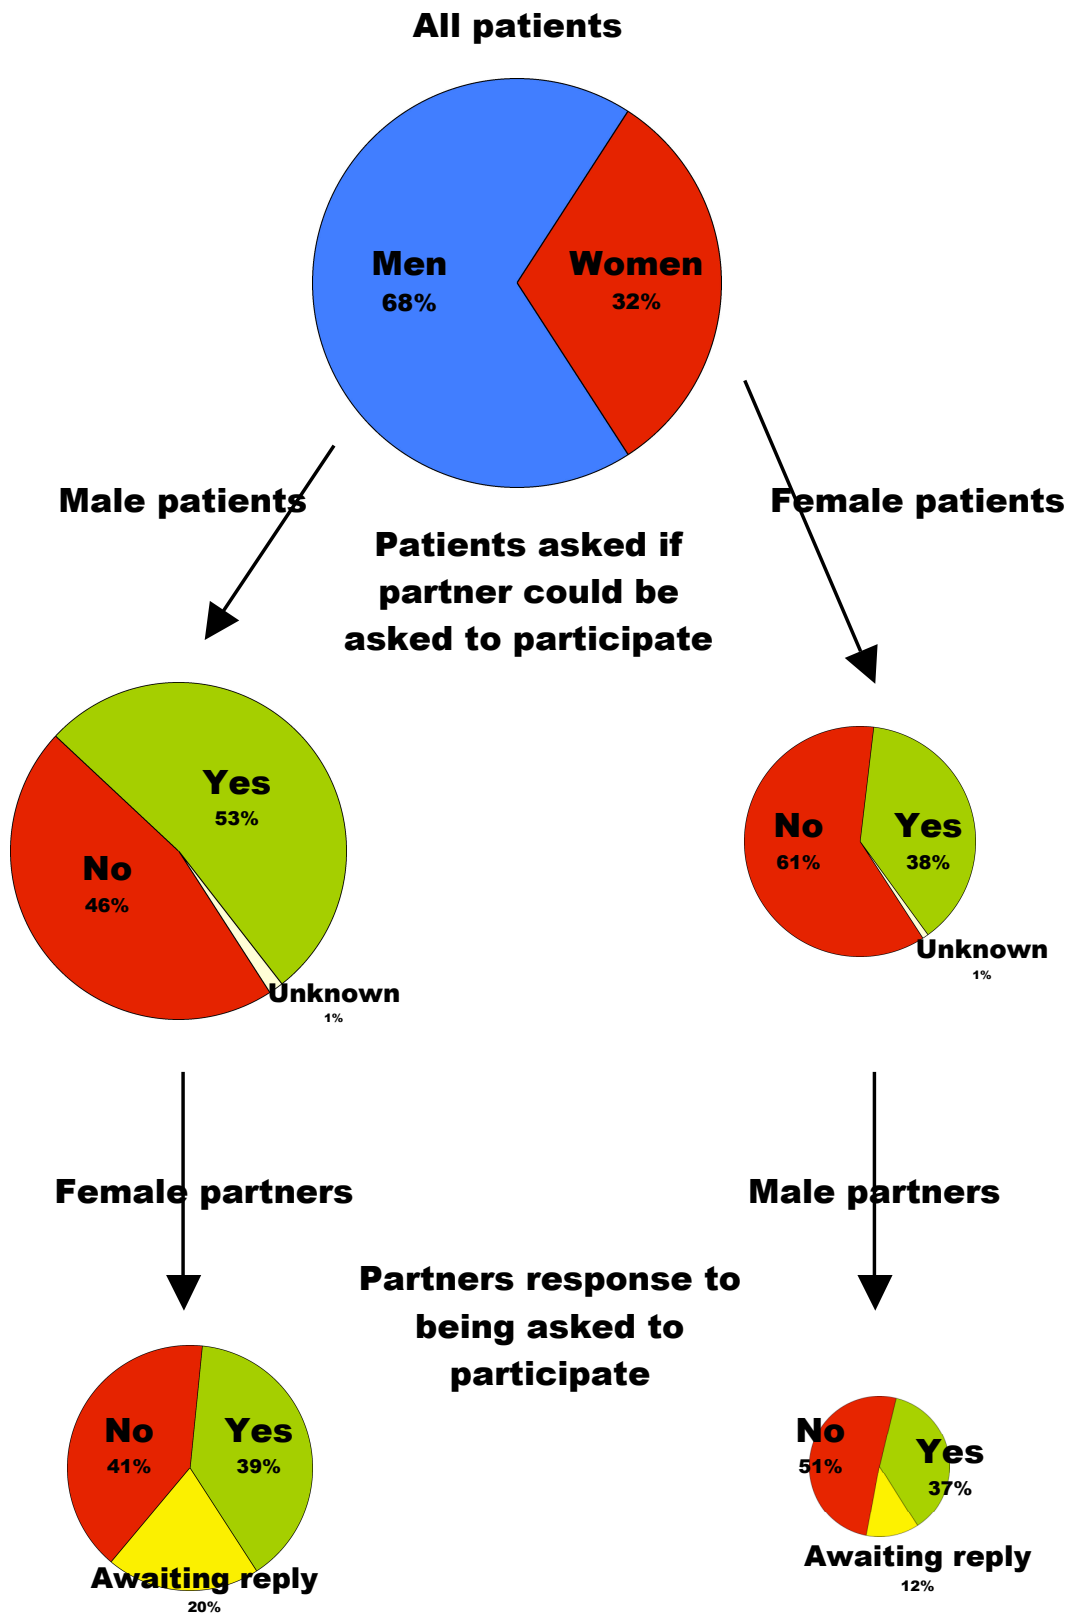 All patients
Men
68%
Women
32%
Male patients
Female patients
Patients asked if
partner could be
asked to participate
Yes
53%
No
46%
Unknown
1%
No
61%
Yes
38%
Unknown
1%
Female partners
Male partners
Partners response to
being asked to
participate
No
41%
Yes
39%
Awaiting reply
20%
No
51%
Yes
37%
Awaiting reply
12%